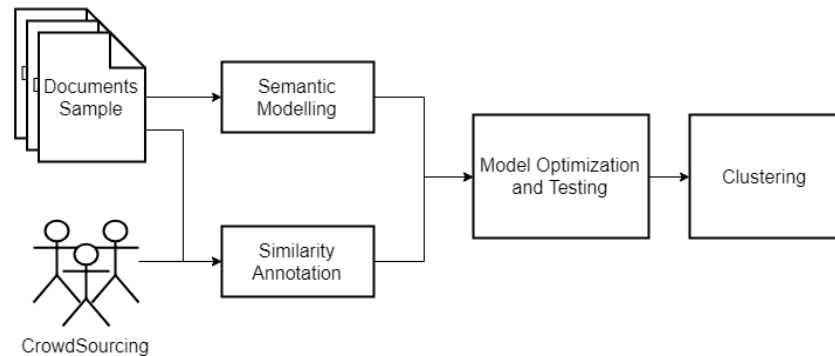 Documents
Sample
Semantic
Modelling
Model Optimization
and Testing
Clustering
Similarity
Annotation
CrowdSourcing